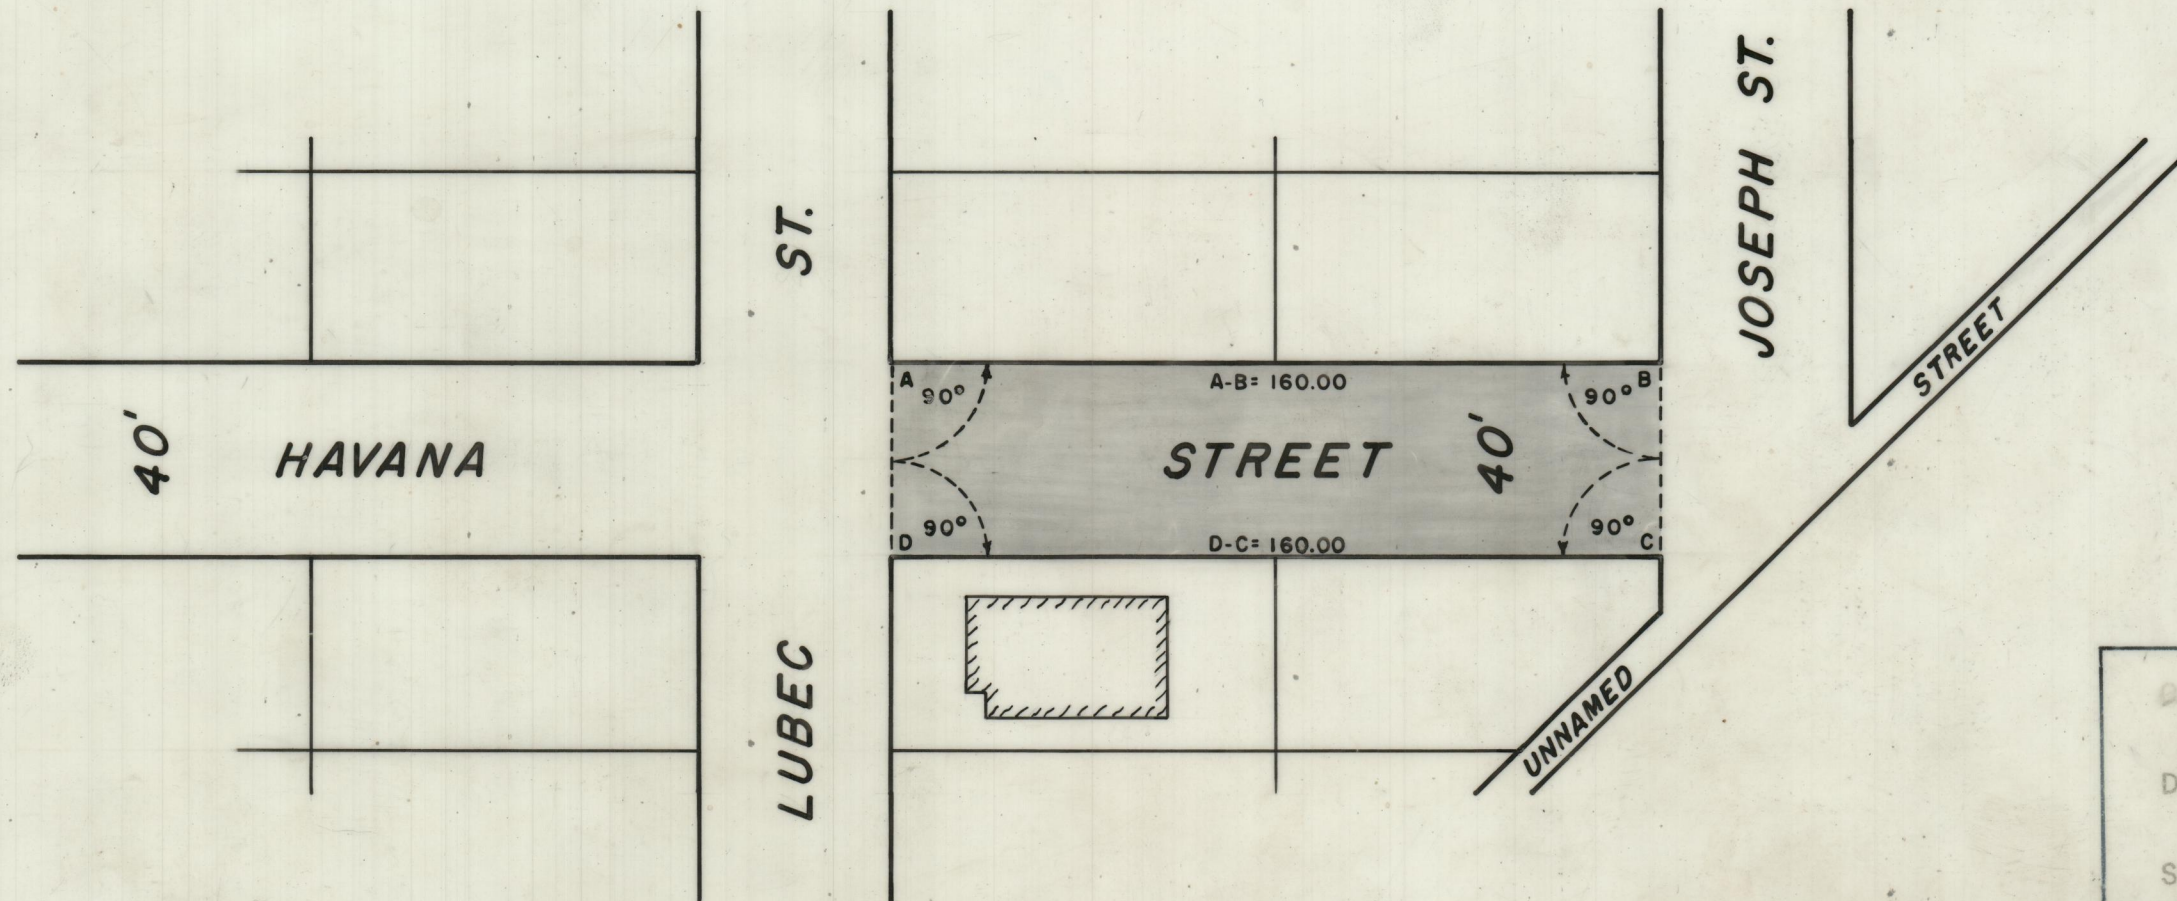 JOSEPH ST.
LUBEC ST.
A
90°
A-B= 160.00
90°
B
40'
HAVANA STREET
40'
D
90°
D-C= 160.00
90°
C
UNNAMED STREET
D
S